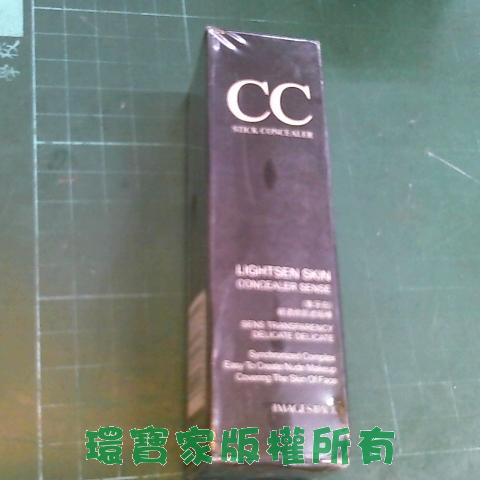 CC
STICK CONCEALER
LIGHTSEN SKIN
CONCEALER SENSE
SENS TRANSPARENCY
DELICATE DELICATE
Synchronized Complex
Easy To Create Nude Makeup
Covering The Skin Of Face
環寶家版權所有